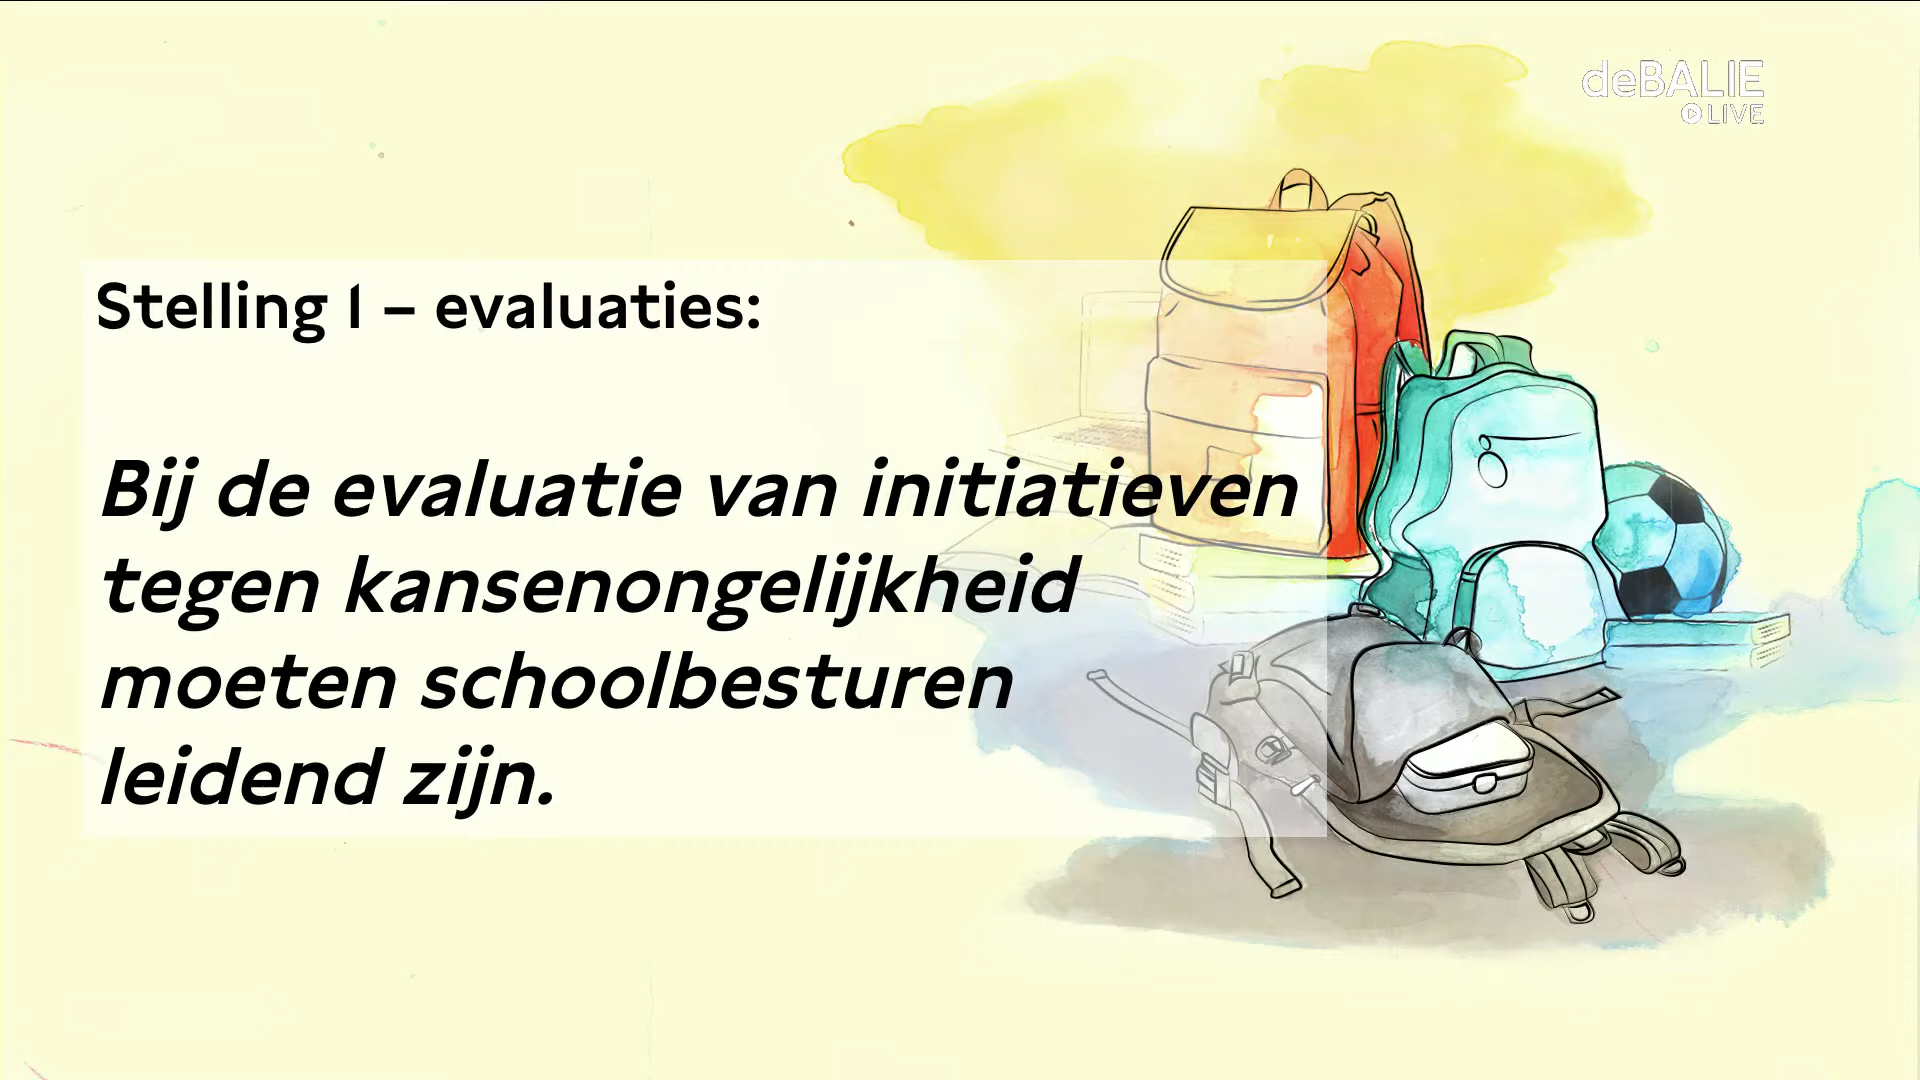 deBALIE
LIVE
Stelling 1 – evaluaties:
Bij de evaluatie van initiatieven
tegen kansenongelijkheid
moeten schoolbesturen
leidend zijn.